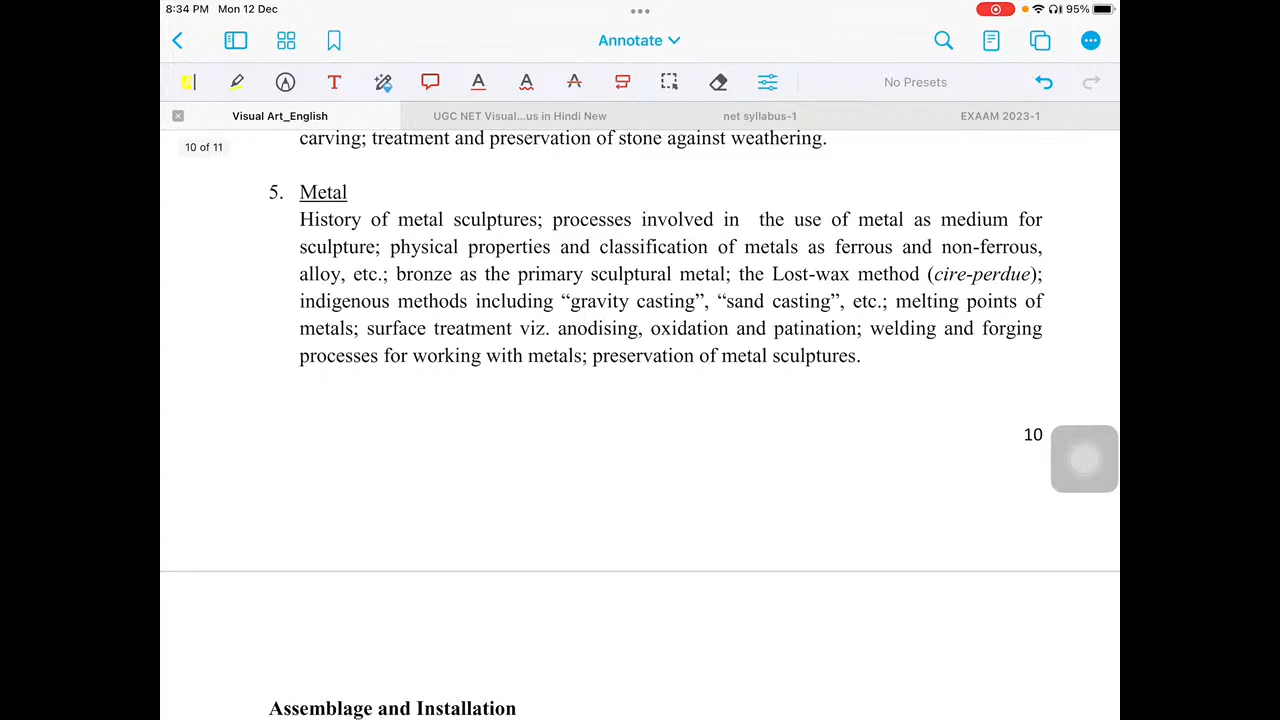 8:34 PM Mon 12 Dec
95%
Annotate
No Presets
Visual Art_English
UGC NET Visual...us in Hindi New
net syllabus-1
EXAAM 2023-1
10 of 11
carving; treatment and preservation of stone against weathering.
5. Metal
History of metal sculptures; processes involved in the use of metal as medium for
sculpture; physical properties and classification of metals as ferrous and non-ferrous,
alloy, etc.; bronze as the primary sculptural metal; the Lost-wax method (cire-perdue);
indigenous methods including “gravity casting”, “sand casting”, etc.; melting points of
metals; surface treatment viz. anodising, oxidation and patination; welding and forging
processes for working with metals; preservation of metal sculptures.
10
Assemblage and Installation